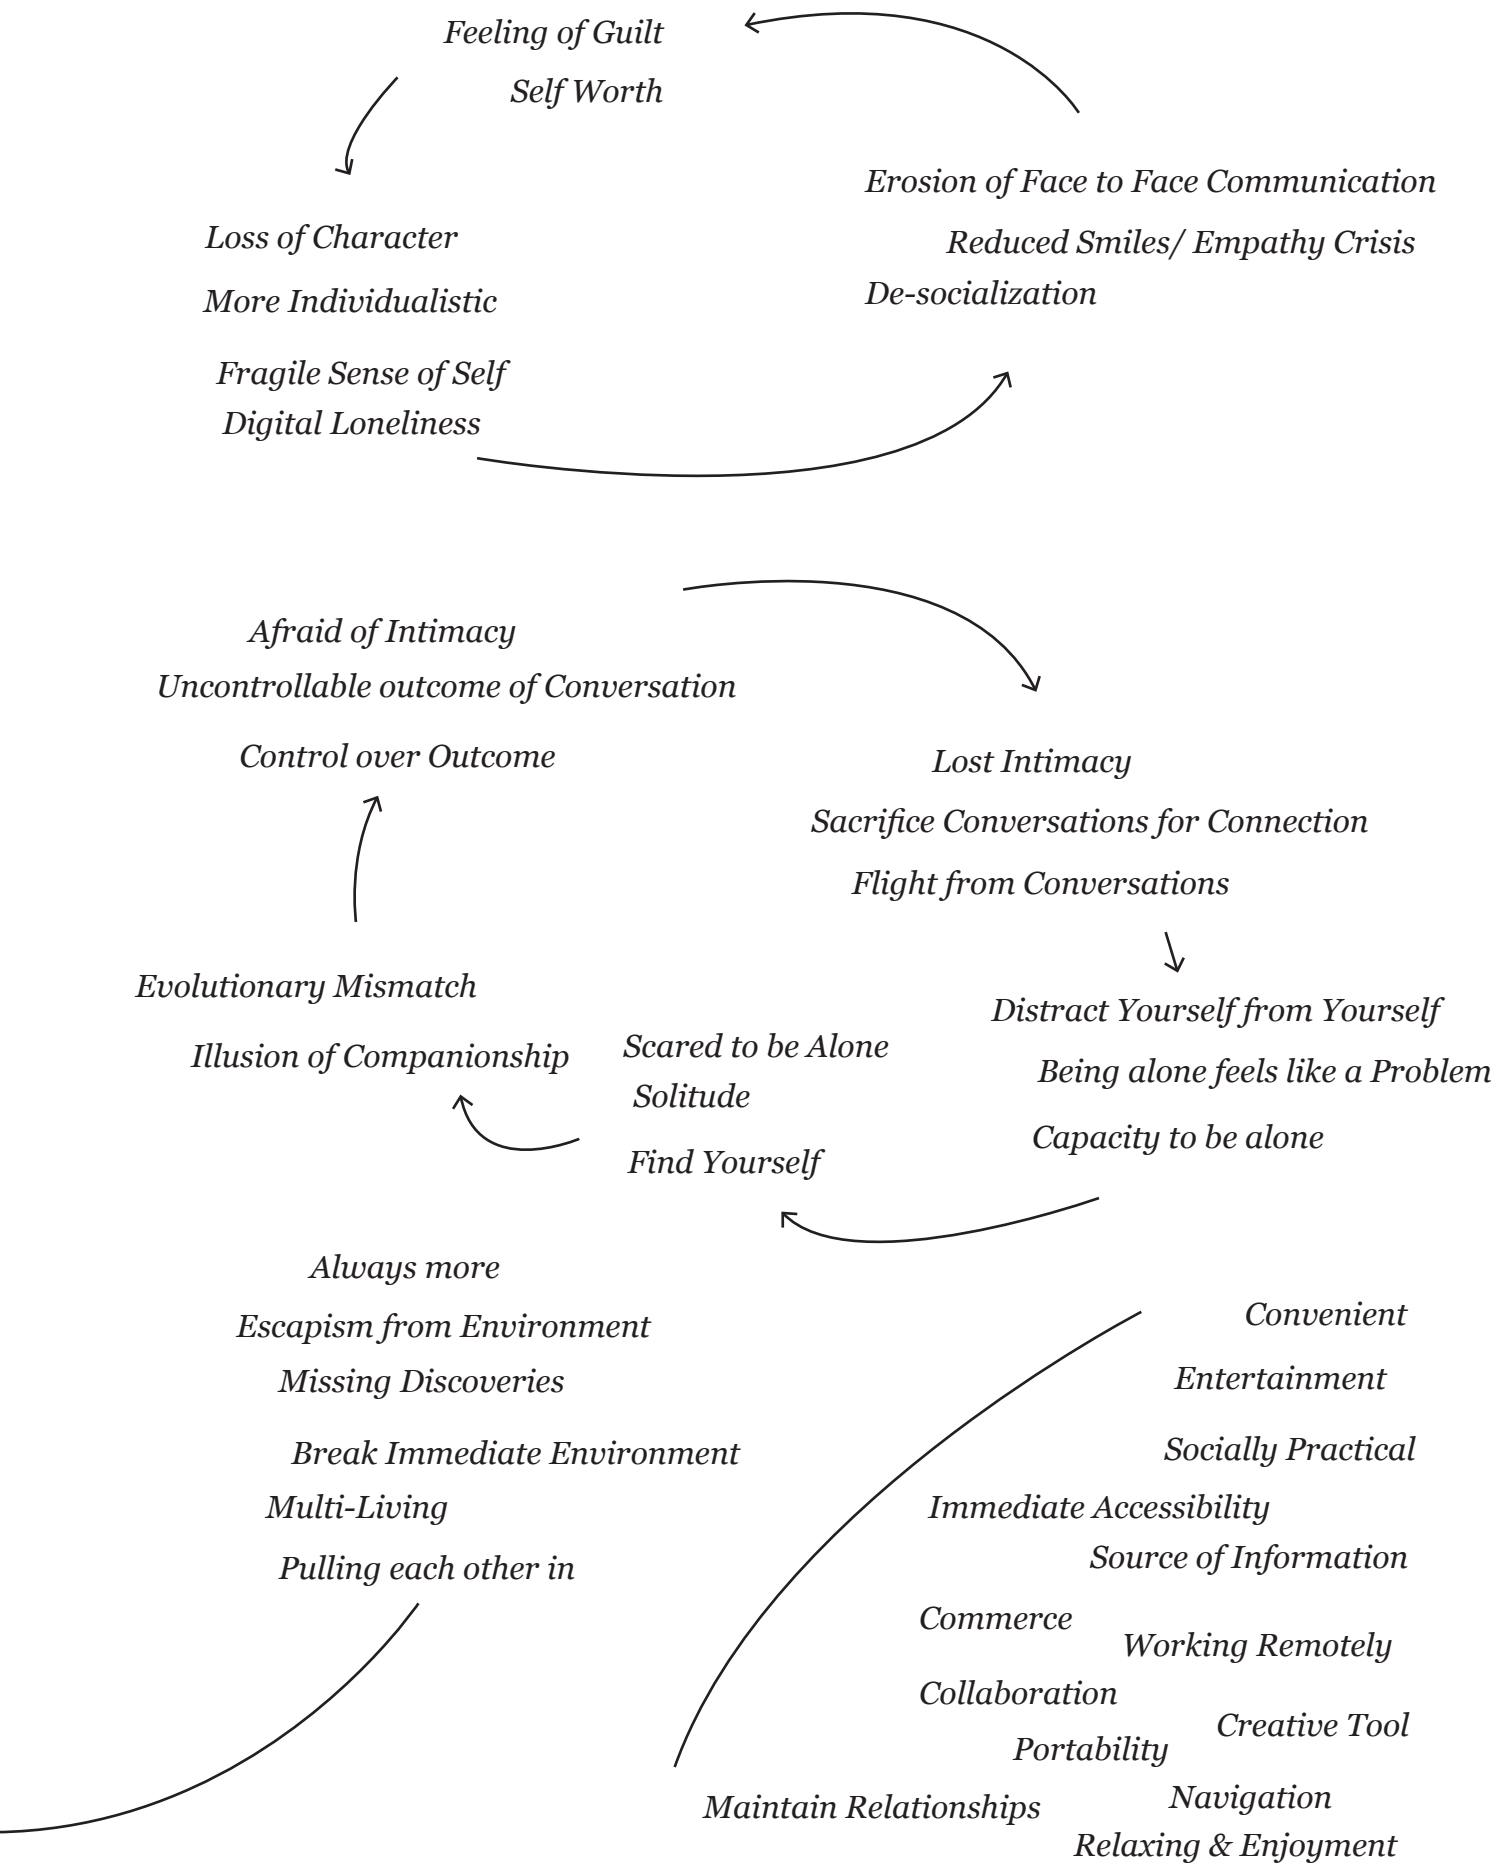 Feeling of Guilt
Self Worth
Erosion of Face to Face Communication
Reduced Smiles/ Empathy Crisis
De-socialization
Loss of Character
More Individualistic
Fragile Sense of Self
Digital Loneliness
Afraid of Intimacy
Uncontrollable outcome of Conversation
Control over Outcome
Lost Intimacy
Sacrifice Conversations for Connection
Flight from Conversations
Distract Yourself from Yourself
Being alone feels like a Problem
Capacity to be alone
Scared to be Alone
Solitude
Find Yourself
Evolutionary Mismatch
Illusion of Companionship
Always more
Escapism from Environment
Missing Discoveries
Break Immediate Environment
Multi-Living
Pulling each other in
Convenient
Entertainment
Socially Practical
Immediate Accessibility
Source of Information
Commerce
Working Remotely
Collaboration
Creative Tool
Portability
Navigation
Maintain Relationships
Relaxing & Enjoyment